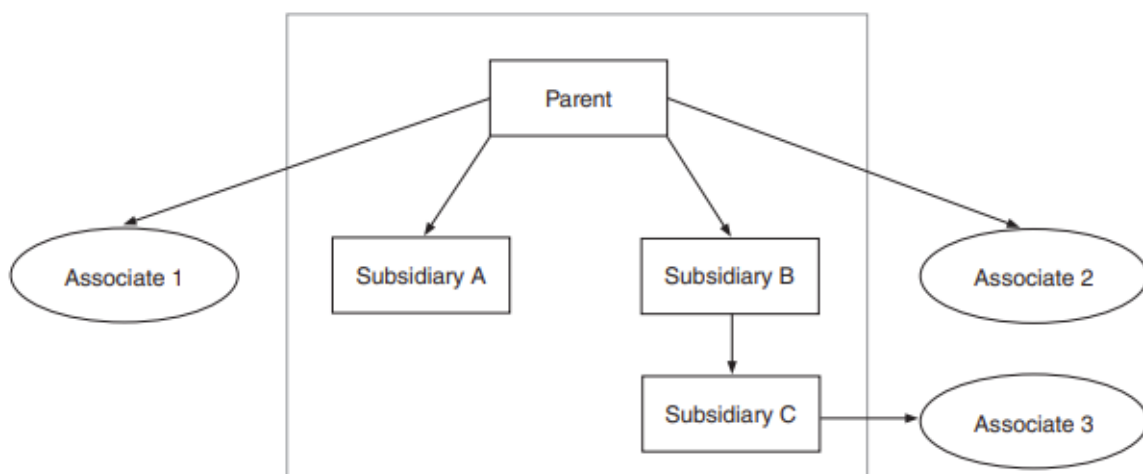 Parent
Associate 1
Subsidiary A
Subsidiary B
Associate 2
Subsidiary C
Associate 3